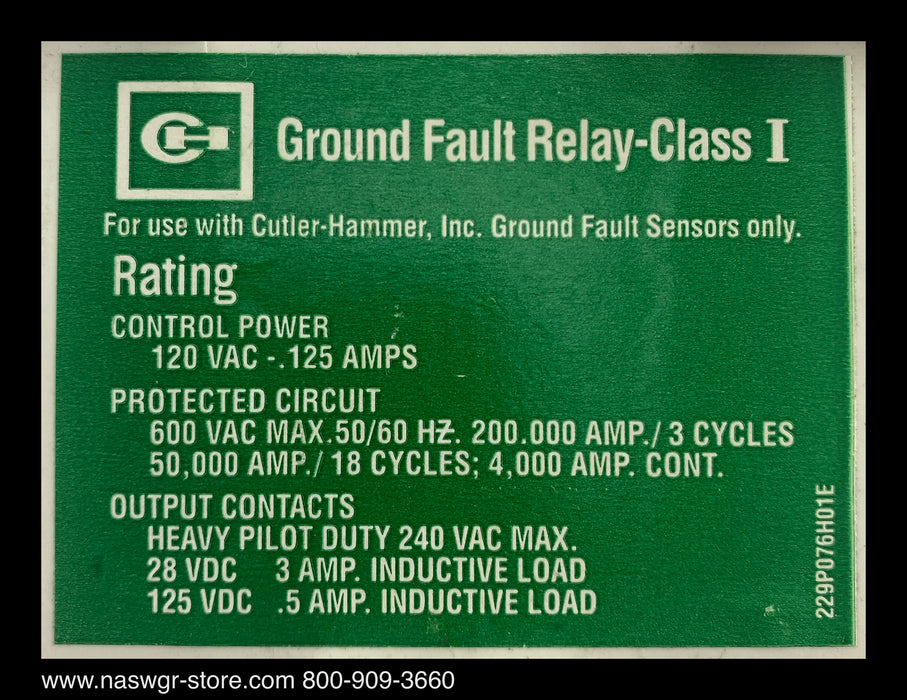 CH
Ground Fault Relay-Class I
For use with Cutler-Hammer, Inc. Ground Fault Sensors only.
Rating
CONTROL POWER
120 VAC -.125 AMPS
PROTECTED CIRCUIT
600 VAC MAX.50/60 HZ. 200.000 AMP./ 3 CYCLES
50,000 AMP./ 18 CYCLES; 4,000 AMP. CONT.
OUTPUT CONTACTS
HEAVY PILOT DUTY 240 VAC MAX.
28 VDC 3 AMP. INDUCTIVE LOAD
125 VDC .5 AMP. INDUCTIVE LOAD
229P076H01E
www.naswgr-store.com 800-909-3660